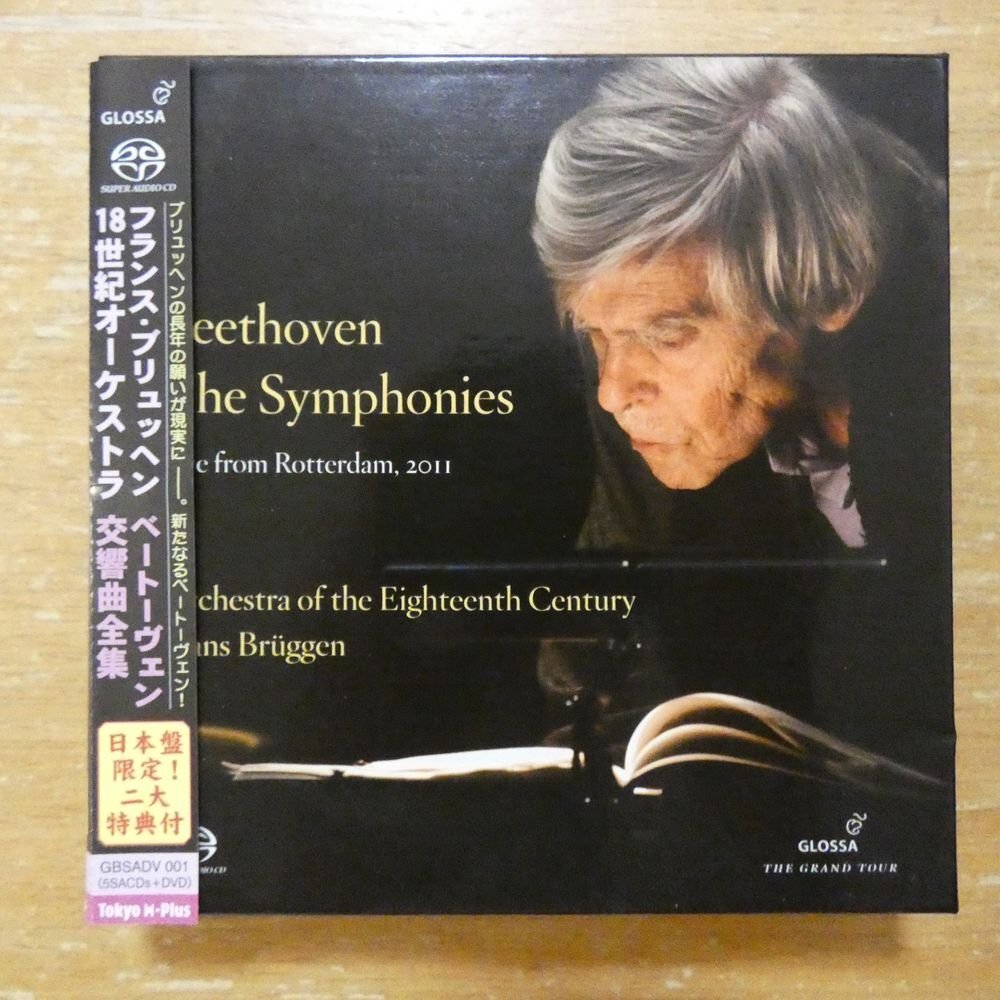 GLOSSA
SUPER AUDIO CD
ブリュッヘンの長年の願いが現実に――。新たなるベートーヴェン!
フランス・ブリュッヘン ベートーヴェン
18世紀オーケストラ 交響曲全集
日本盤
限定!
二大
特典付
GBSADV 001
(5SACDs+DVD)
Tokyo M-Plus
eethoven
he Symphonies
e from Rotterdam, 2011
rchestra of the Eighteenth Century
ans Brüggen
UDIO CD
GLOSSA
THE GRAND TOUR